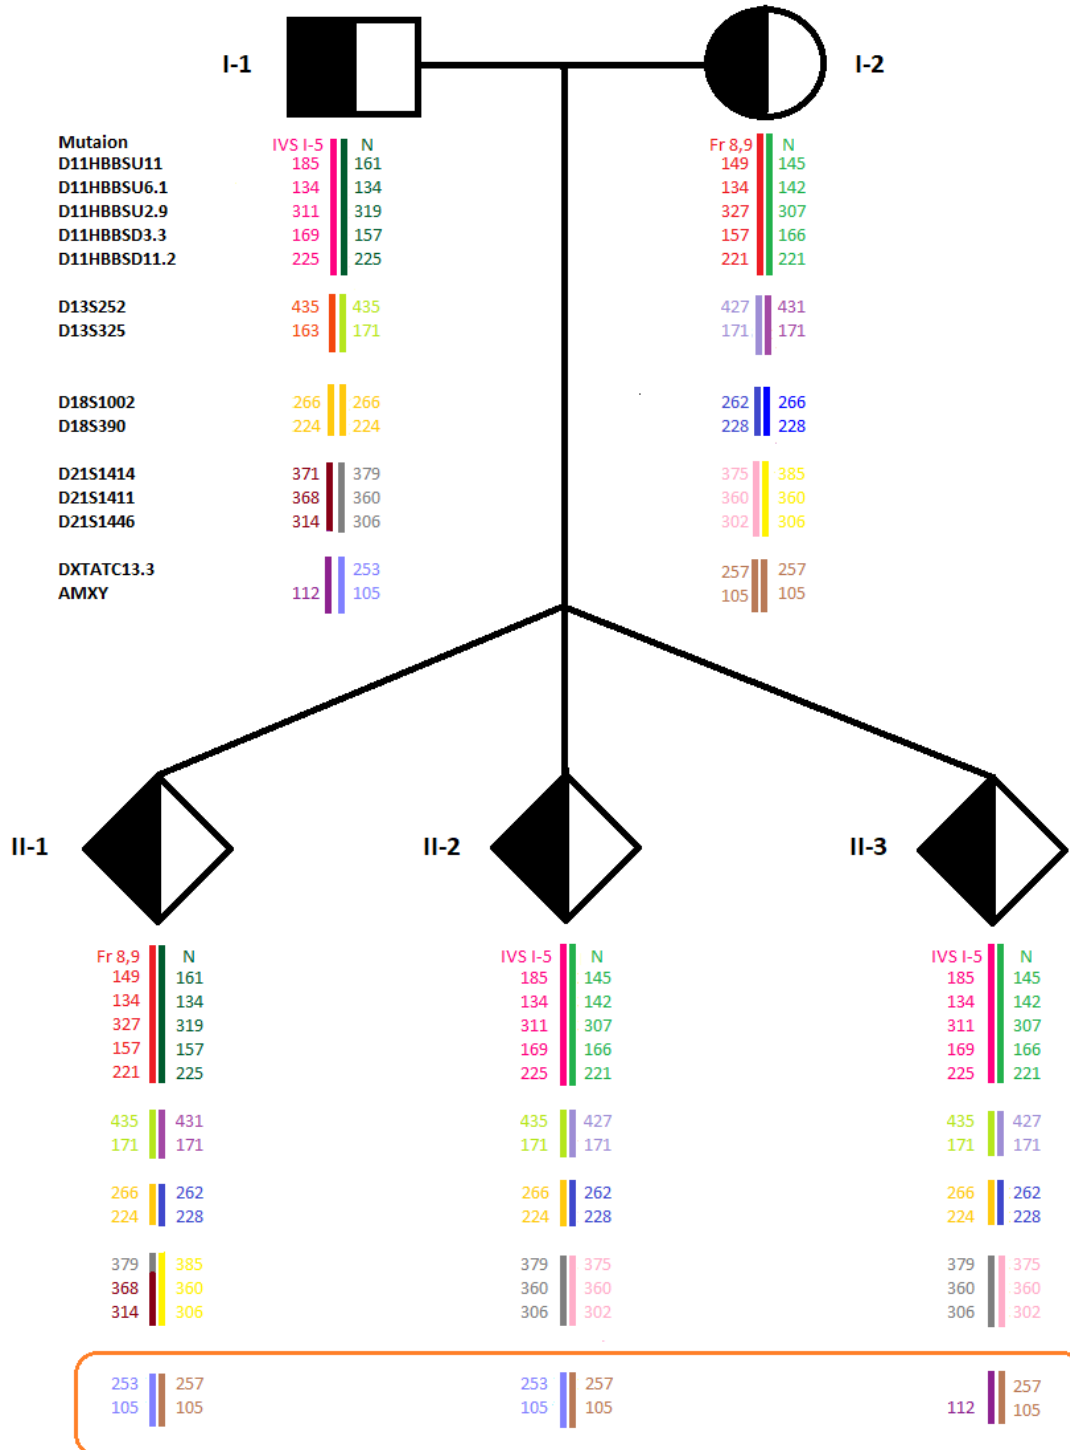 I-1 I-2
Mutaion IVS I-5 N Fr 8,9 N
D11HBBSU11 185 161 149 145
D11HBBSU6.1 134 134 134 142
D11HBBSU2.9 311 319 327 307
D11HBBSD3.3 169 157 157 166
D11HBBSD11.2 225 225 221 221
D13S252 435 435 427 431
D13S325 163 171 171 171
D18S1002 266 266 262 266
D18S390 224 224 228 228
D21S1414 371 379 375 385
D21S1411 368 360 360 360
D21S1446 314 306 302 306
DXTATC13.3 253 257 257
AMXY 112 105 105 105
II-1 II-2 II-3
Fr 8,9 N IVS I-5 N IVS I-5 N
149 161 185 145 185 145
134 134 134 142 134 142
327 319 311 307 311 307
157 157 169 166 169 166
221 225 225 221 225 221
435 431 435 427 435 427
171 171 171 171 171 171
266 262 266 262 266 262
224 228 224 228 224 228
379 385 379 375 379 375
368 360 360 360 360 360
314 306 306 302 306 302
253 257 253 257 257
105 105 105 105 112 105